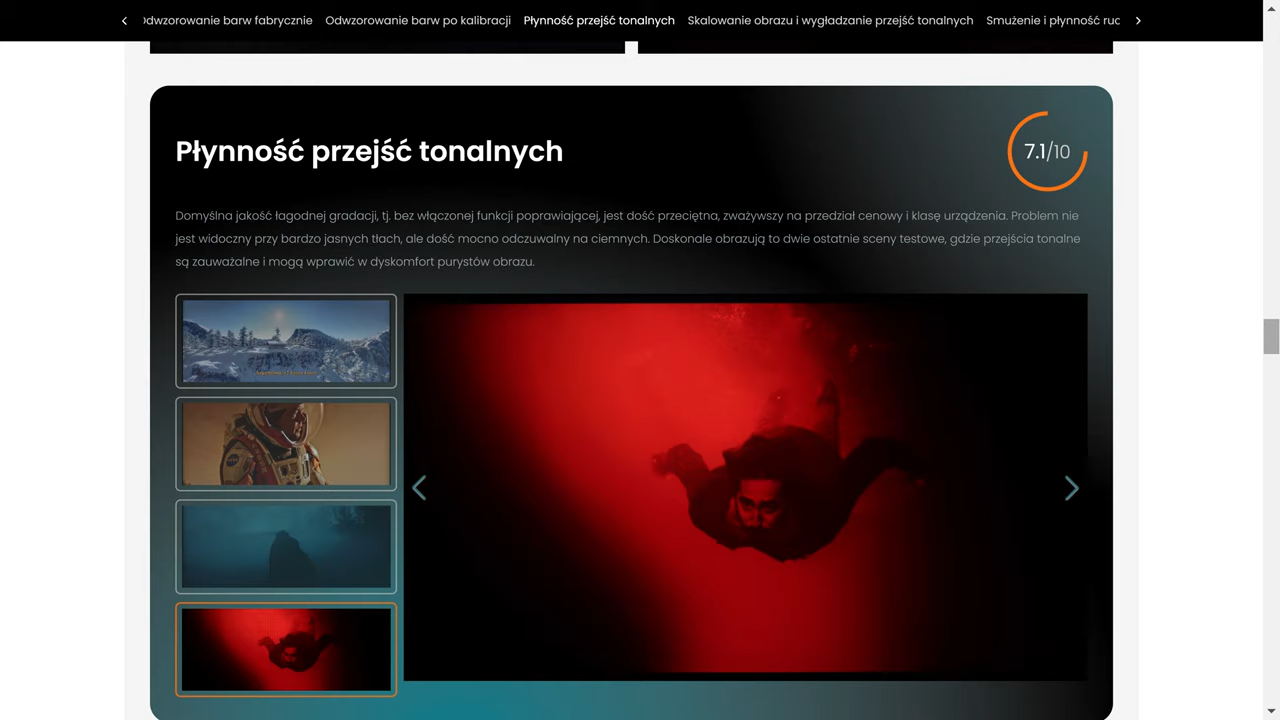 Odwzorowanie barw fabrycznie Odwzorowanie barw po kalibracji Płynność przejść tonalnych Skalowanie obrazu i wygładzanie przejść tonalnych Smużenie i płynność ruc
Płynność przejść tonalnych
7.1/10
Domyślna jakość łagodnej gradacji, tj. bez włączonej funkcji poprawiającej, jest dość przeciętna, zważywszy na przedział cenowy i klasę urządzenia. Problem nie
jest widoczny przy bardzo jasnych tłach, ale dość mocno odczuwalny na ciemnych. Doskonale obrazują to dwie ostatnie sceny testowe, gdzie przejścia tonalne
są zauważalne i mogą wprawić w dyskomfort purystów obrazu.